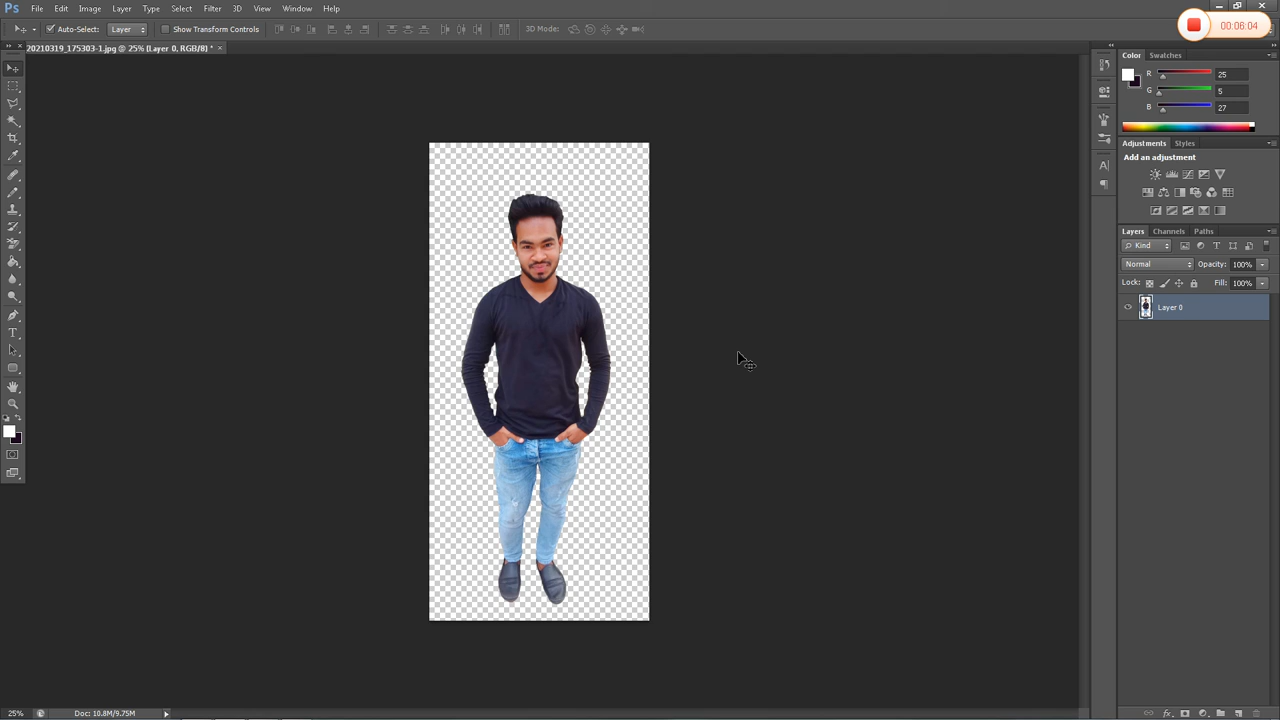 Ps File Edit Image Layer Type Select Filter 3D View Window Help
00:06:04
Auto-Select: Layer Show Transform Controls 3D Mode:
20210319_175303-1.jpg @ 25% (Layer 0, RGB/8) * ×
Color Swatches
R 25
G 5
B 27
Adjustments Styles
Add an adjustment
Layers Channels Paths
Kind
Normal Opacity: 100%
Lock: Fill: 100%
Layer 0
25% Doc: 10.8M/9.75M